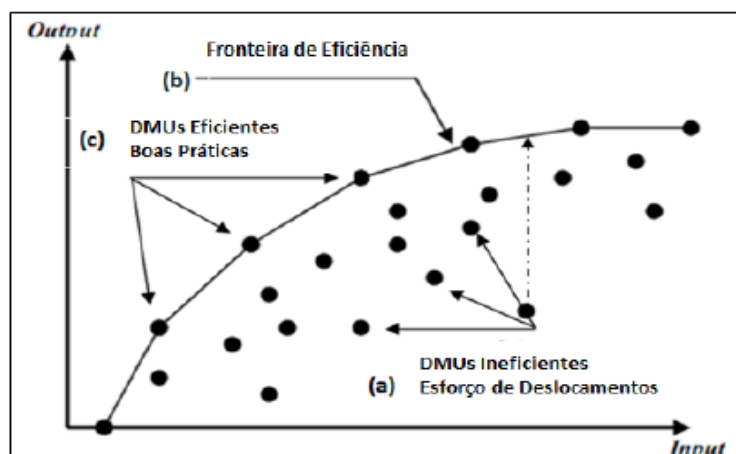 Output
Fronteira de Eficiência
(b)
(c) DMUs Eficientes
Boas Práticas
DMUs Ineficientes
(a) Esforço de Deslocamentos
Input